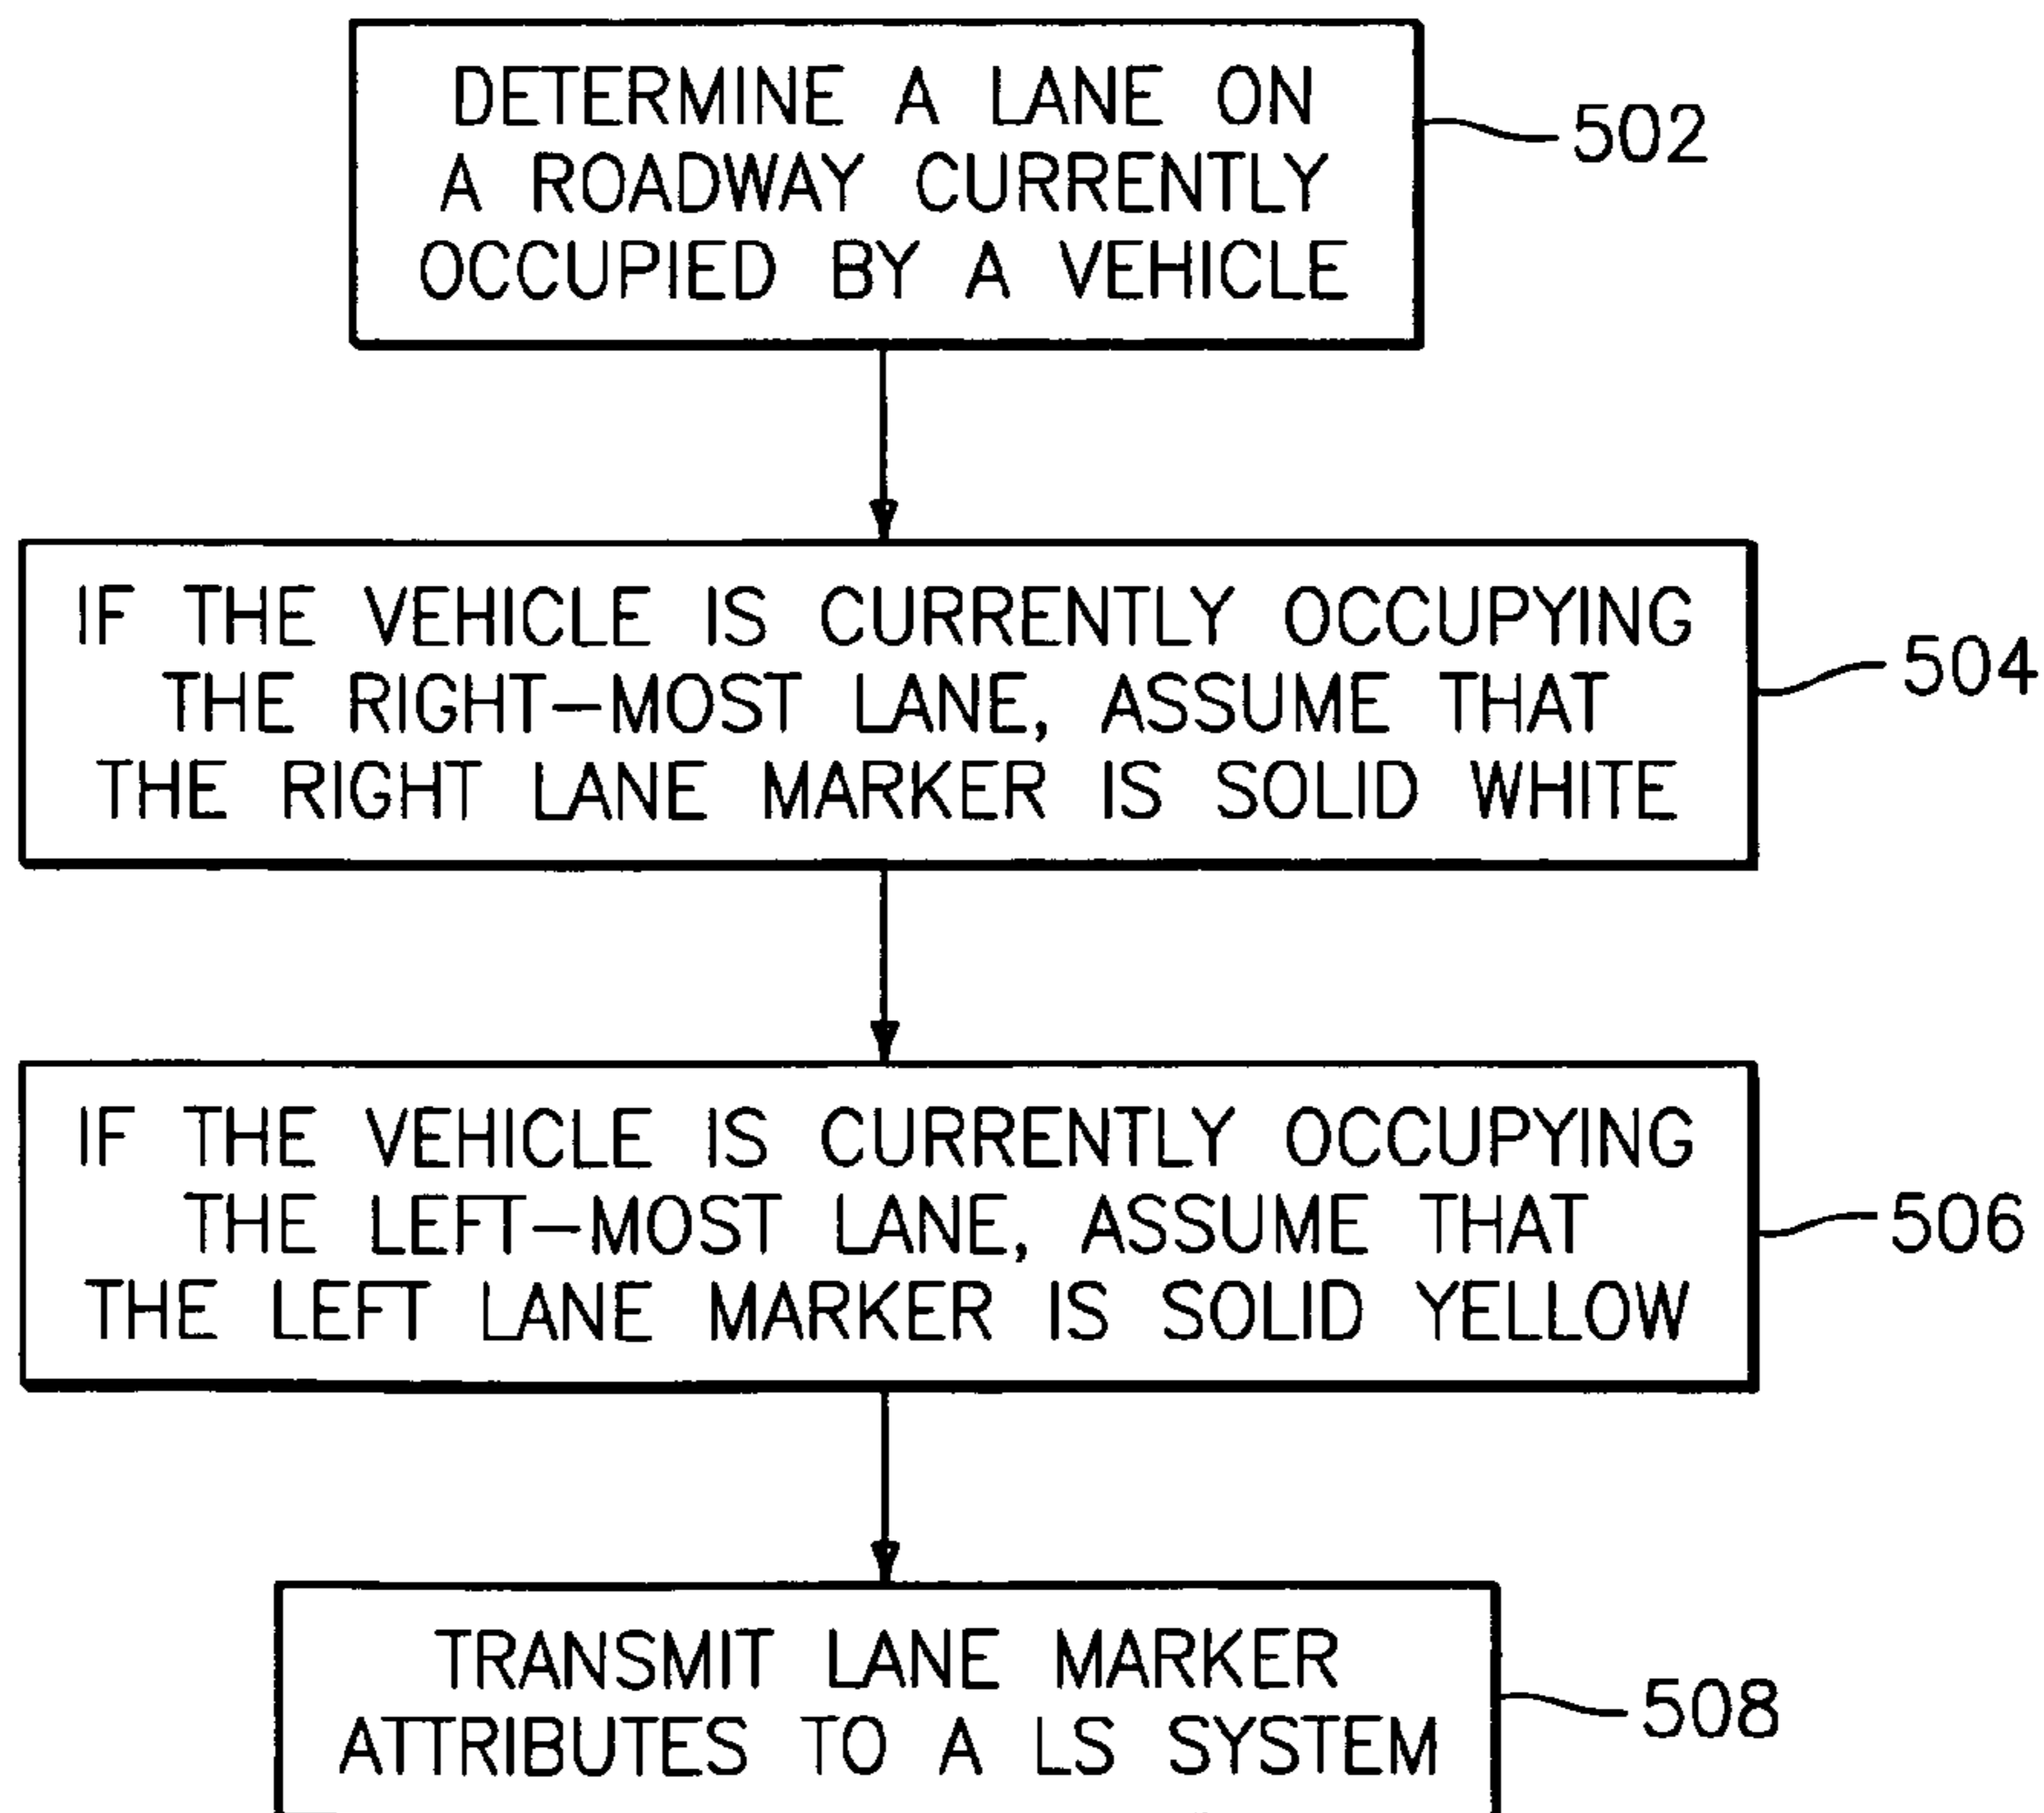 DETERMINE A LANE ON
A ROADWAY CURRENTLY
OCCUPIED BY A VEHICLE
502
IF THE VEHICLE IS CURRENTLY OCCUPYING
THE RIGHT-MOST LANE, ASSUME THAT
THE RIGHT LANE MARKER IS SOLID WHITE
504
IF THE VEHICLE IS CURRENTLY OCCUPYING
THE LEFT-MOST LANE, ASSUME THAT
THE LEFT LANE MARKER IS SOLID YELLOW
506
TRANSMIT LANE MARKER
ATTRIBUTES TO A LS SYSTEM
508